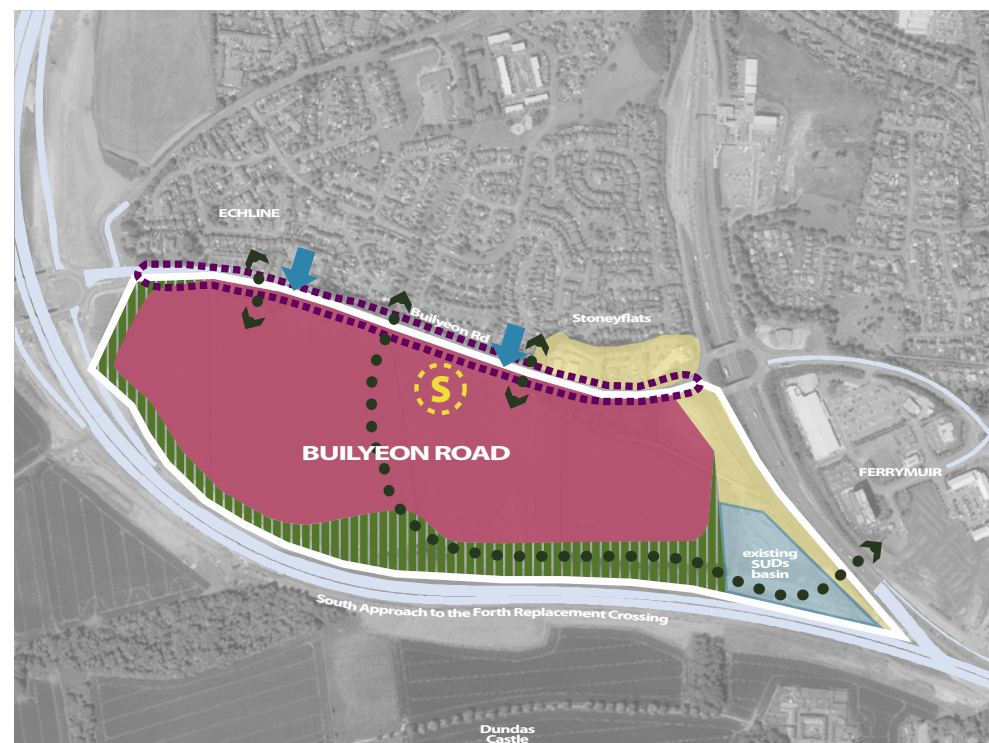 ECHLINE
Builyeon Rd
Stoneyflats
S
BUILYEON ROAD
FERRYMUIR
existing
SUDs
basin
South Approach to the Forth Replacement Crossing
Dundas
Castle